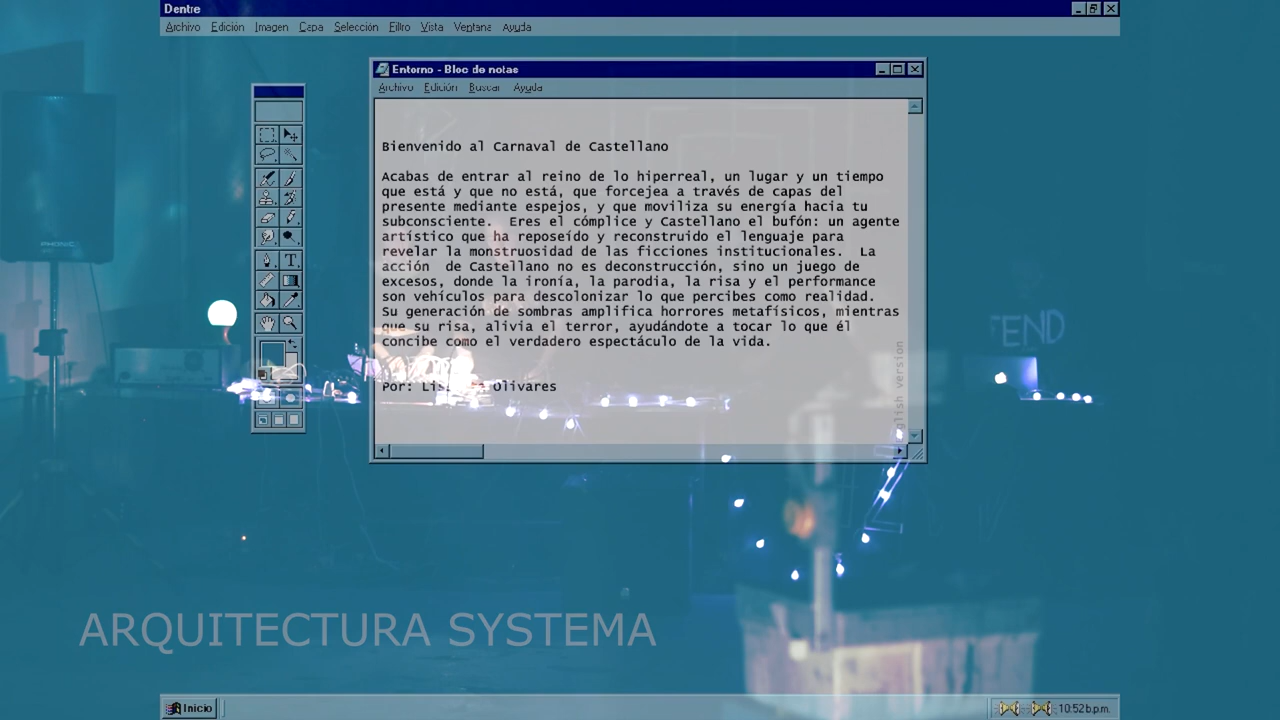 Dentre
Archivo Edición Imagen Capa Selección Filtro Vista Ventana Ayuda
Entorno - Bloc de notas
Archivo Edición Buscar Ayuda
Bienvenido al Carnaval de Castellano
Acabas de entrar al reino de lo hiperreal, un lugar y un tiempo
que está y que no está, que forcejea a través de capas del
presente mediante espejos, y que moviliza su energía hacia tu
subconsciente. Eres el cómplice y Castellano el bufón: un agente
artístico que ha reposeído y reconstruido el lenguaje para
revelar la monstruosidad de las ficciones institucionales. La
acción de Castellano no es deconstrucción, sino un juego de
excesos, donde la ironía, la parodia, la risa y el performance
son vehículos para descolonizar lo que percibes como realidad.
Su generación de sombras amplifica horrores metafísicos, mientras
que su risa, alivia el terror, ayudándote a tocar lo que él
concibe como el verdadero espectáculo de la vida.
Por: Olivares
version
PHONIC
FEND
ARQUITECTURA SYSTEMA
Inicio
10:52 b.p.m.